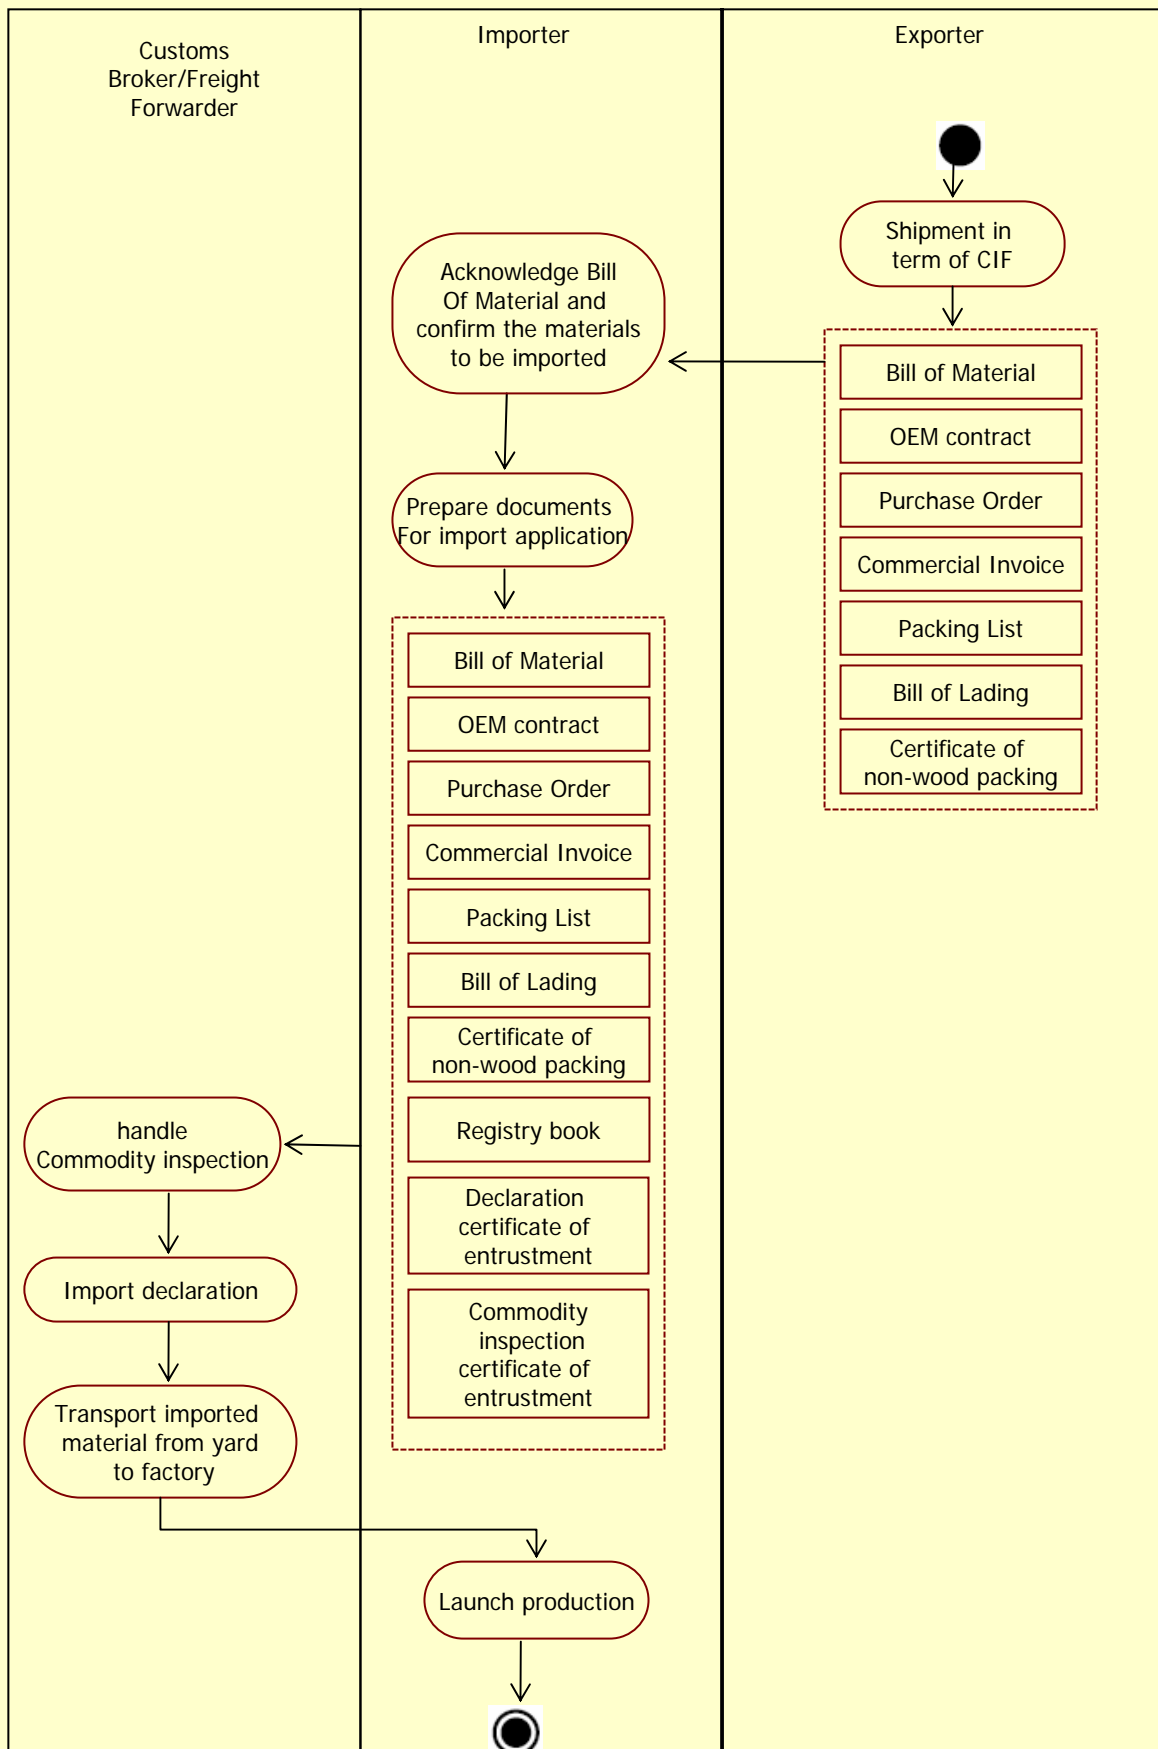 Customs
Broker/Freight
Forwarder
Importer
Exporter
Shipment in
term of CIF
Bill of Material
OEM contract
Purchase Order
Commercial Invoice
Packing List
Bill of Lading
Certificate of
non-wood packing
Acknowledge Bill
Of Material and
confirm the materials
to be imported
Prepare documents
For import application
Bill of Material
OEM contract
Purchase Order
Commercial Invoice
Packing List
Bill of Lading
Certificate of
non-wood packing
Registry book
Declaration
certificate of
entrustment
Commodity
inspection
certificate of
entrustment
handle
Commodity inspection
Import declaration
Transport imported
material from yard
to factory
Launch production